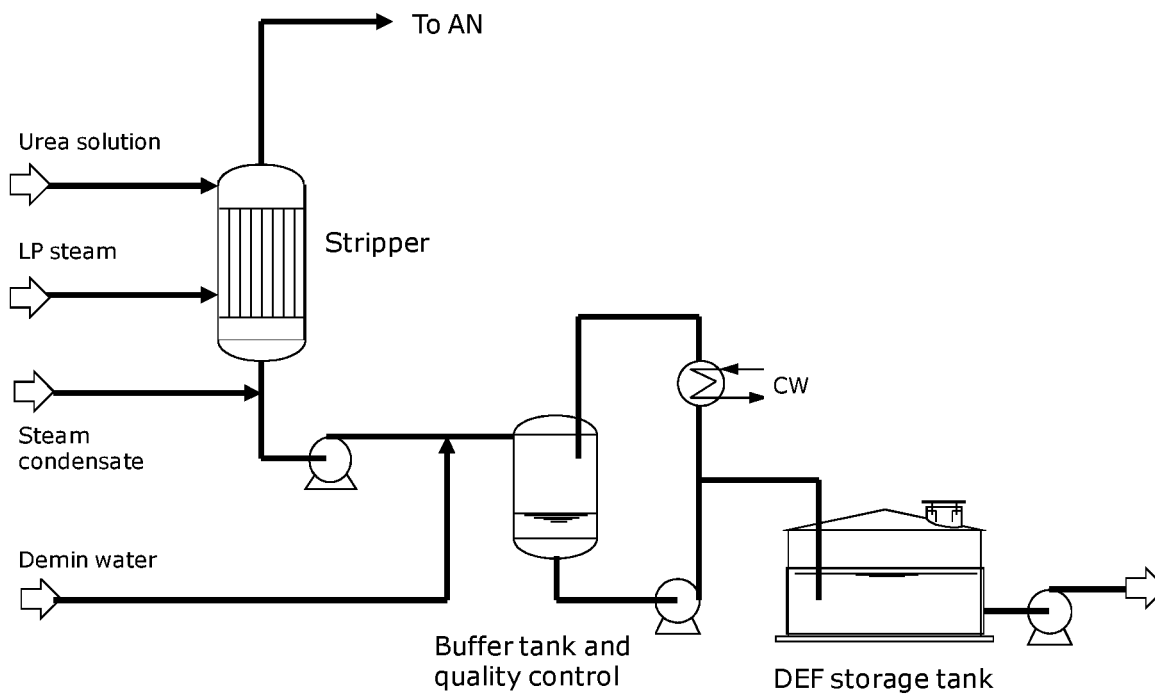 To AN
Urea solution
Stripper
LP steam
CW
Steam
condensate
Demin water
Buffer tank and
quality control
DEF storage tank